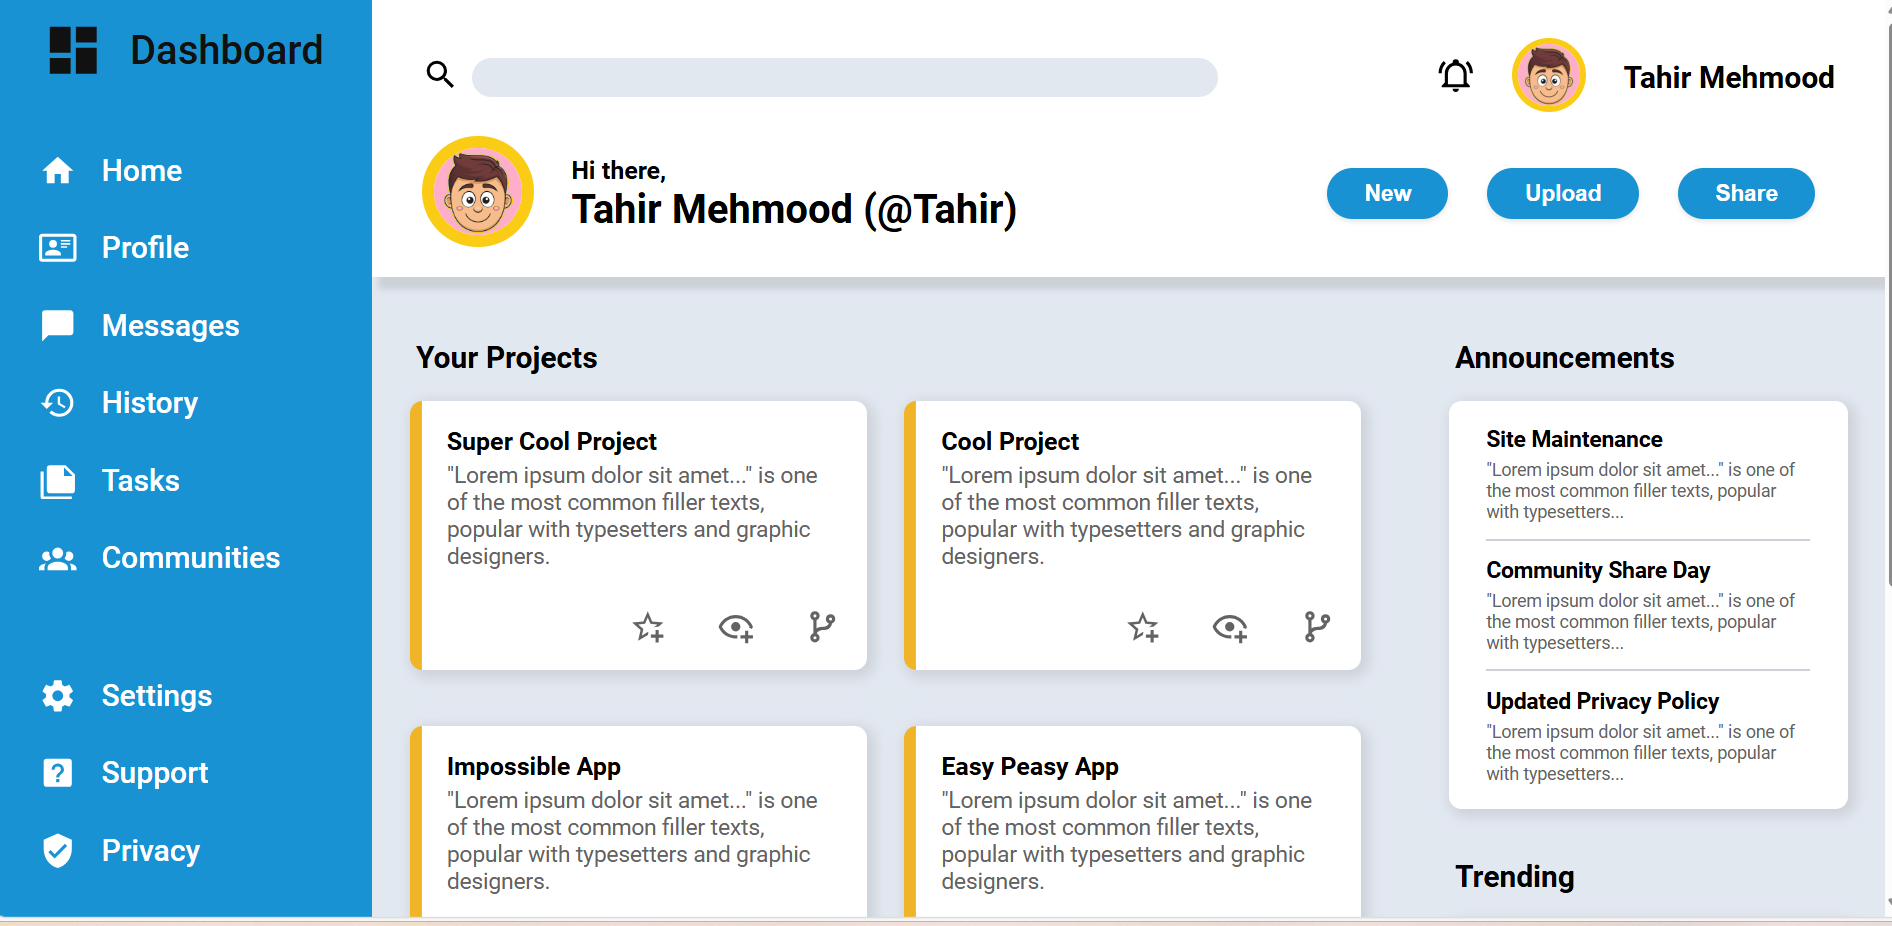 Dashboard
Home
Profile
Messages
History
Tasks
Communities
Settings
Support
Privacy
Tahir Mehmood
Hi there,
Tahir Mehmood (@Tahir)
New
Upload
Share
Your Projects
Super Cool Project
"Lorem ipsum dolor sit amet..." is one
of the most common filler texts,
popular with typesetters and graphic
designers.
Cool Project
"Lorem ipsum dolor sit amet..." is one
of the most common filler texts,
popular with typesetters and graphic
designers.
Impossible App
"Lorem ipsum dolor sit amet..." is one
of the most common filler texts,
popular with typesetters and graphic
designers.
Easy Peasy App
"Lorem ipsum dolor sit amet..." is one
of the most common filler texts,
popular with typesetters and graphic
designers.
Announcements
Site Maintenance
"Lorem ipsum dolor sit amet..." is one of
the most common filler texts, popular
with typesetters...
Community Share Day
"Lorem ipsum dolor sit amet..." is one of
the most common filler texts, popular
with typesetters...
Updated Privacy Policy
"Lorem ipsum dolor sit amet..." is one of
the most common filler texts, popular
with typesetters...
Trending